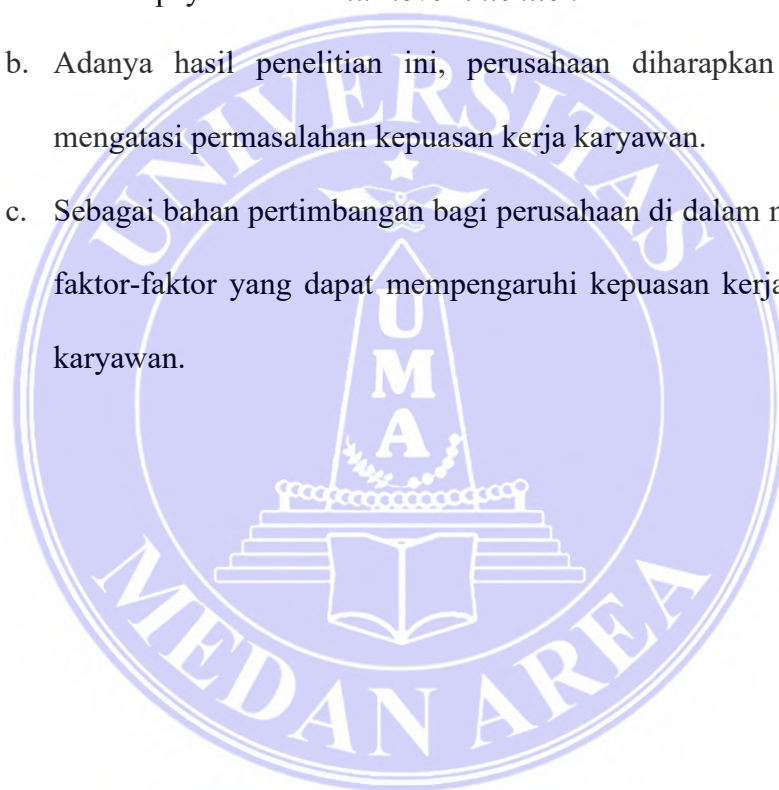 b. Adanya hasil penelitian ini, perusahaan diharapkan
mengatasi permasalahan kepuasan kerja karyawan.
c. Sebagai bahan pertimbangan bagi perusahaan di dalam
faktor-faktor yang dapat mempengaruhi kepuasan kerja
karyawan.
UNIVERSITAS
UMA
MEDAN AREA